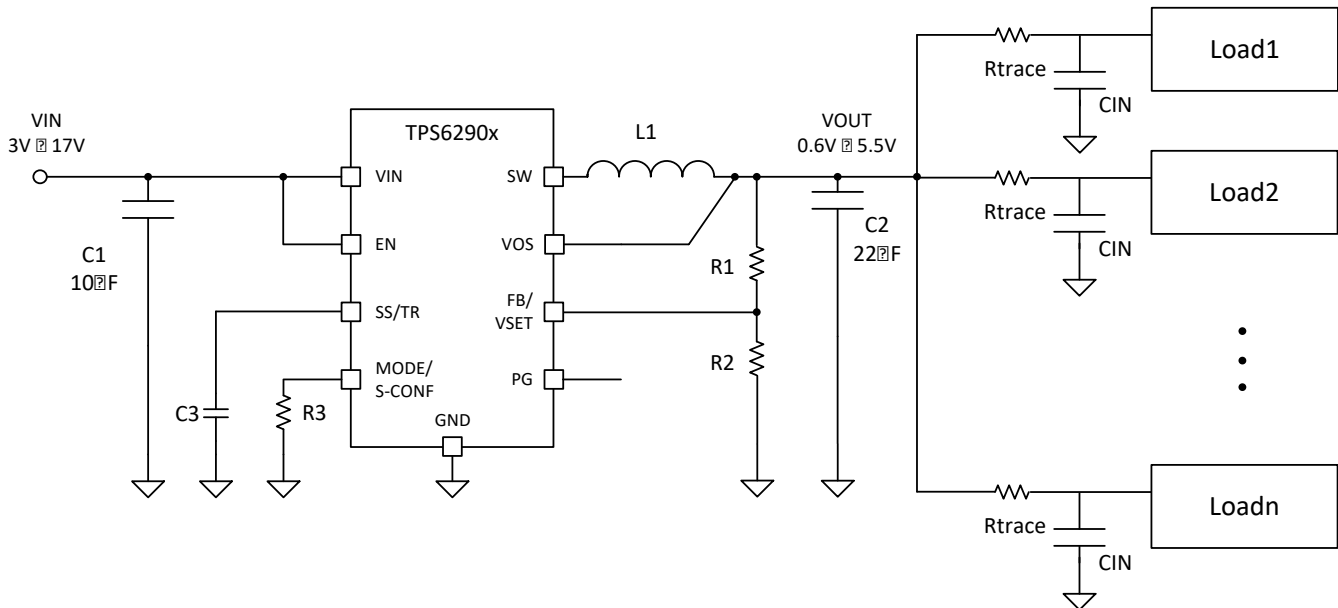 Load1
Rtrace
CIN
VIN
3V ⍰ 17V
TPS6290x
L1
VOUT
0.6V ⍰ 5.5V
VIN
SW
Load2
Rtrace
CIN
C1
10⍰F
EN
VOS
C2
22⍰F
R1
SS/TR
FB/
VSET
R2
MODE/
S-CONF
PG
C3
R3
GND
Loadn
Rtrace
CIN